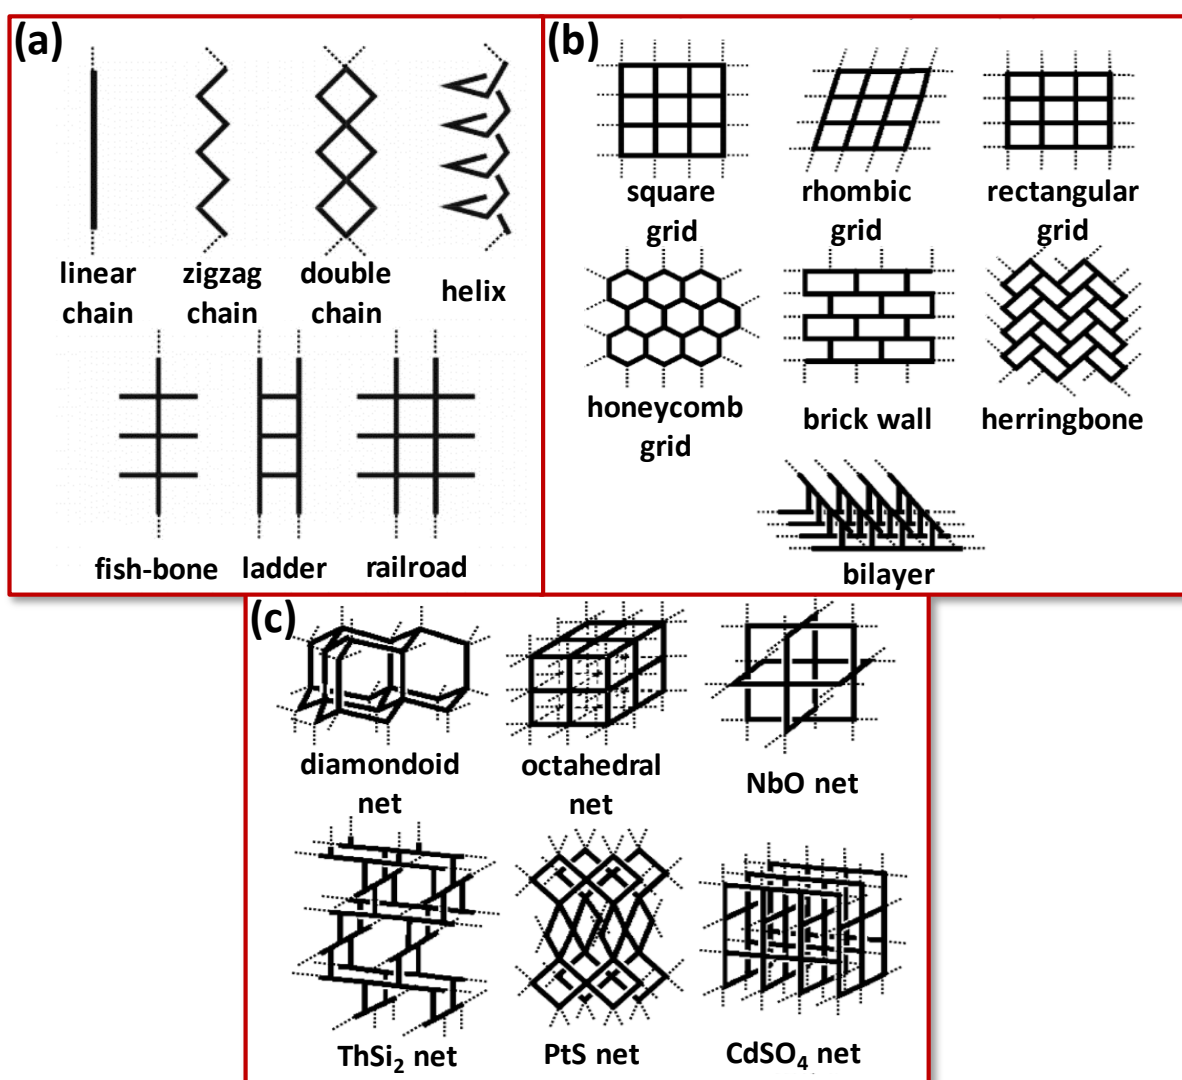 (a)
linear
chain
zigzag
chain
double
chain
helix
fish-bone
ladder
railroad
(b)
square
grid
rhombic
grid
rectangular
grid
honeycomb
grid
brick wall
herringbone
bilayer
(c)
diamondoid
net
octahedral
net
NbO net
ThSi₂ net
PtS net
CdSO₄ net